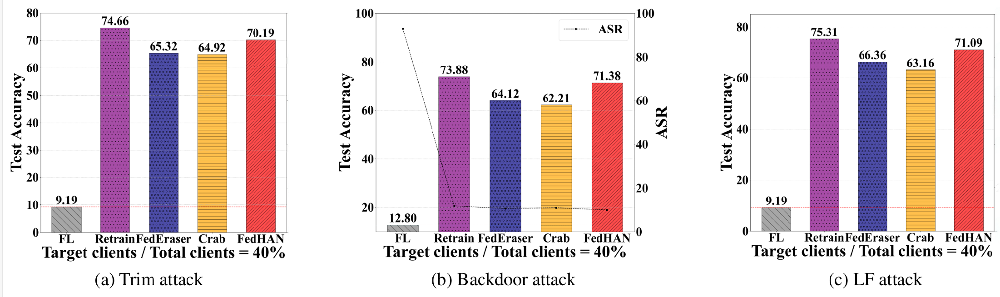 80
70
60
50
40
30
20
10
0
Test Accuracy
9.19
74.66
65.32
64.92
70.19
FL Retrain FedEraser Crab FedHAN
Target clients / Total clients = 40%
(a) Trim attack
100
80
60
40
20
Test Accuracy
12.80
73.88
64.12
62.21
71.38
ASR
100
80
60
40
20
0
ASR
FL Retrain FedEraser Crab FedHAN
Target clients / Total clients = 40%
(b) Backdoor attack
80
60
40
20
0
Test Accuracy
9.19
75.31
66.36
63.16
71.09
FL Retrain FedEraser Crab FedHAN
Target clients / Total clients = 40%
(c) LF attack